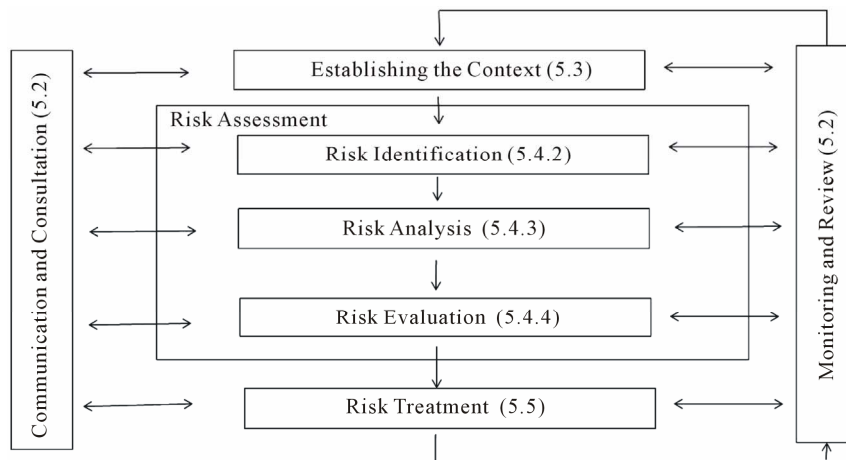 Establishing the Context (5.3)
Risk Assessment
Risk Identification (5.4.2)
Risk Analysis (5.4.3)
Risk Evaluation (5.4.4)
Risk Treatment (5.5)
Communication and Consultation (5.2)
Monitoring and Review (5.2)